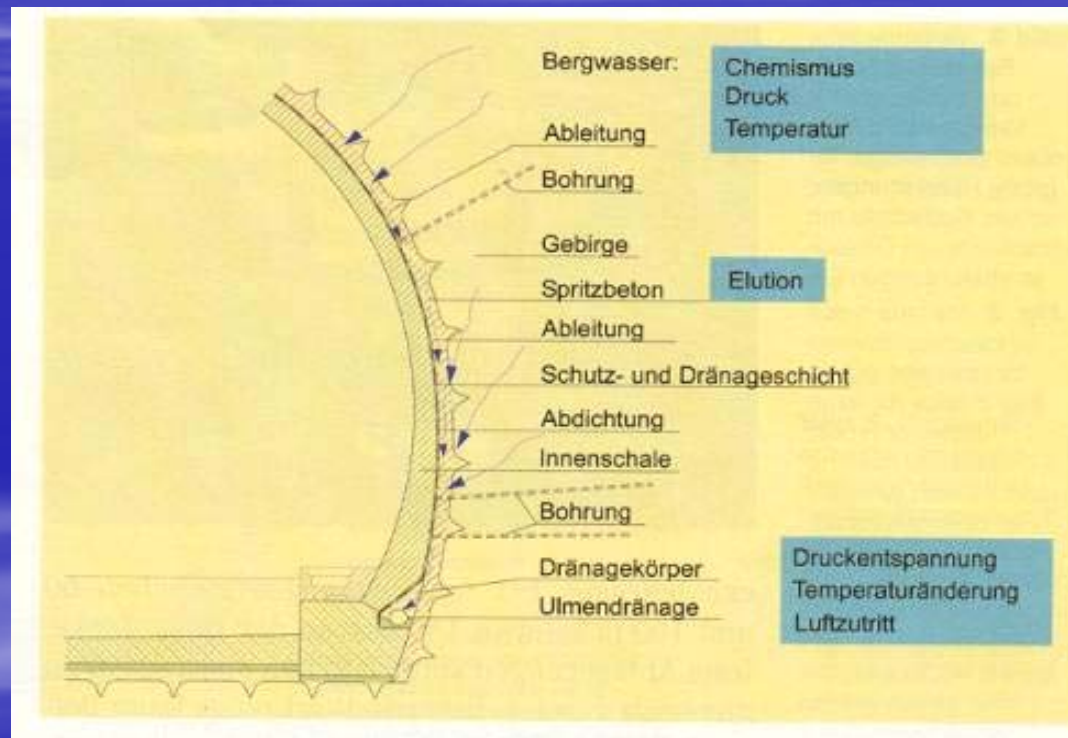 Bergwasser:
Chemismus
Druck
Temperatur
Ableitung
Bohrung
Gebirge
Spritzbeton
Elution
Ableitung
Schutz- und Dränageschicht
Abdichtung
Innenschale
Bohrung
Dränagekörper
Ulmendränage
Druckentspannung
Temperaturänderung
Luftzutritt